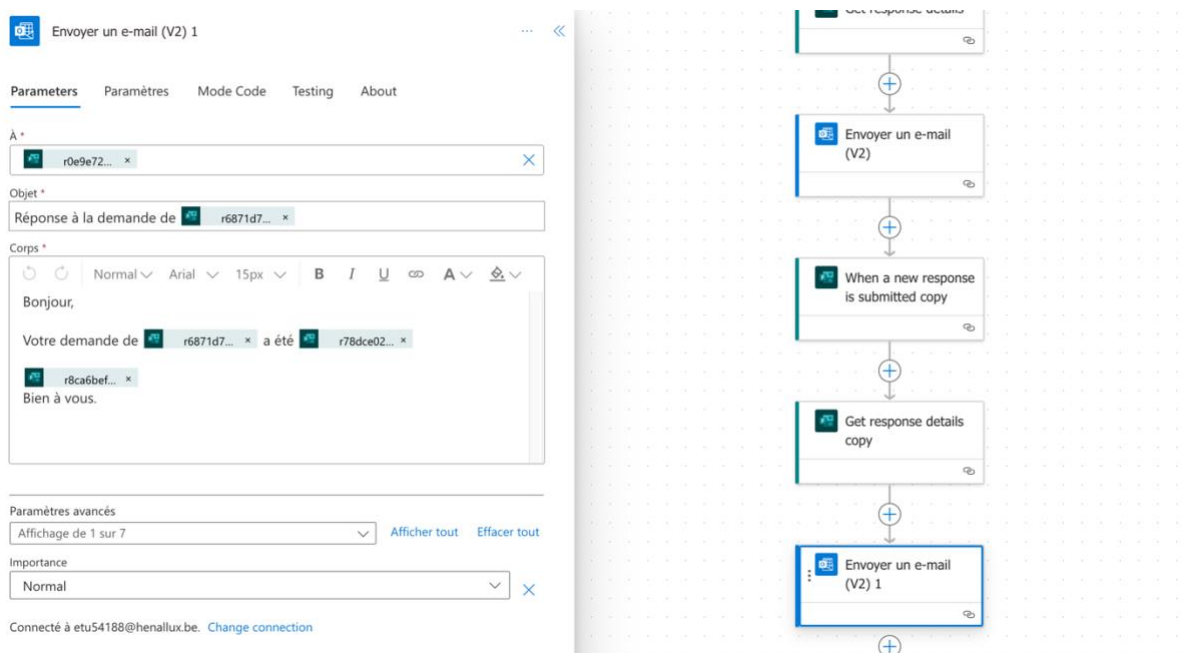 Envoyer un e-mail (V2) 1
Parameters Paramètres Mode Code Testing About
À *
r0e9e72... ×
Objet *
Réponse à la demande de r6871d7... ×
Corps *
Normal Arial 15px B I U A
Bonjour,
Votre demande de r6871d7... × a été r78dce02... ×
r8ca6bef... ×
Bien à vous.
Paramètres avancés
Affichage de 1 sur 7 Afficher tout Effacer tout
Importance
Normal
Connecté à etu54188@henallux.be. Change connection
Get response details
Envoyer un e-mail
(V2)
When a new response
is submitted copy
Get response details
copy
Envoyer un e-mail
(V2) 1